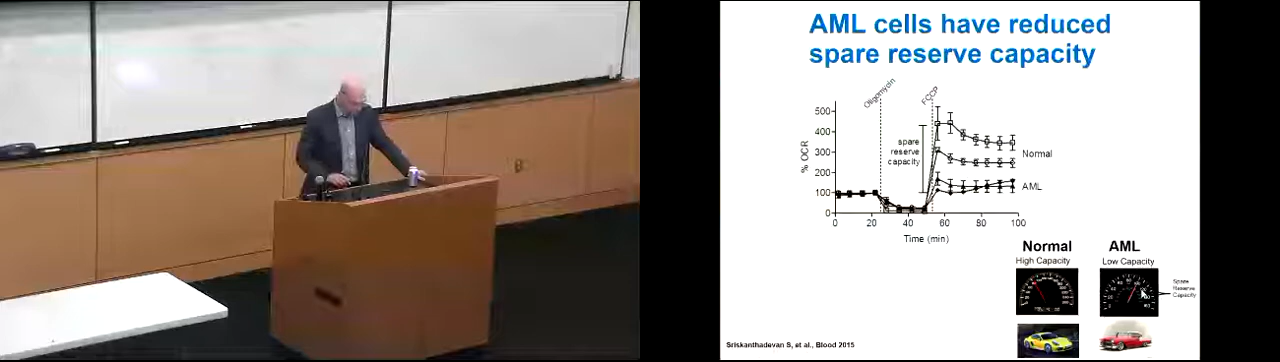 AML cells have reduced
spare reserve capacity
Oligomycin
FCCP
500
400
300
200
100
0
% OCR
spare
reserve
capacity
Normal
AML
0 20 40 60 80 100
Time (min)
Normal AML
High Capacity Low Capacity
Spare
Reserve
Capacity
Sriskanthadevan S, et al., Blood 2015